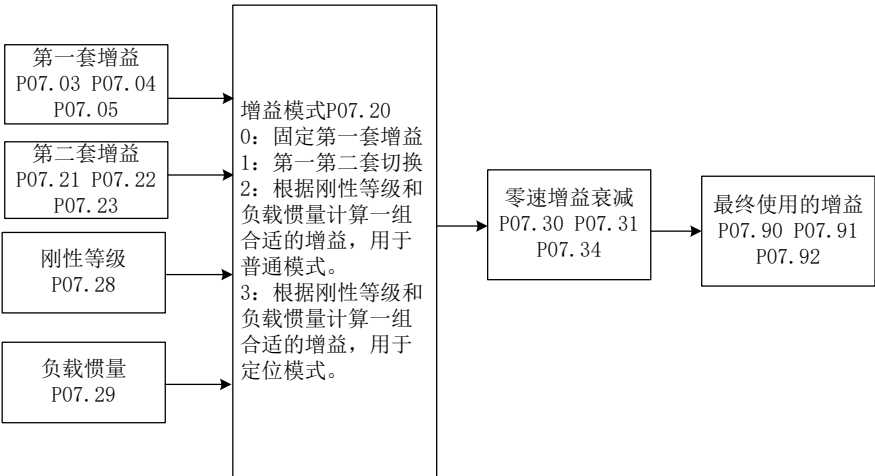 第一套增益
P07.03 P07.04
P07.05
第二套增益
P07.21 P07.22
P07.23
刚性等级
P07.28
负载惯量
P07.29
增益模式P07.20
0: 固定第一套增益
1: 第一第二套切换
2: 根据刚性等级和
负载惯量计算一组
合适的增益，用于
普通模式。
3: 根据刚性等级和
负载惯量计算一组
合适的增益，用于
定位模式。
零速增益衰减
P07.30 P07.31
P07.34
最终使用的增益
P07.90 P07.91
P07.92